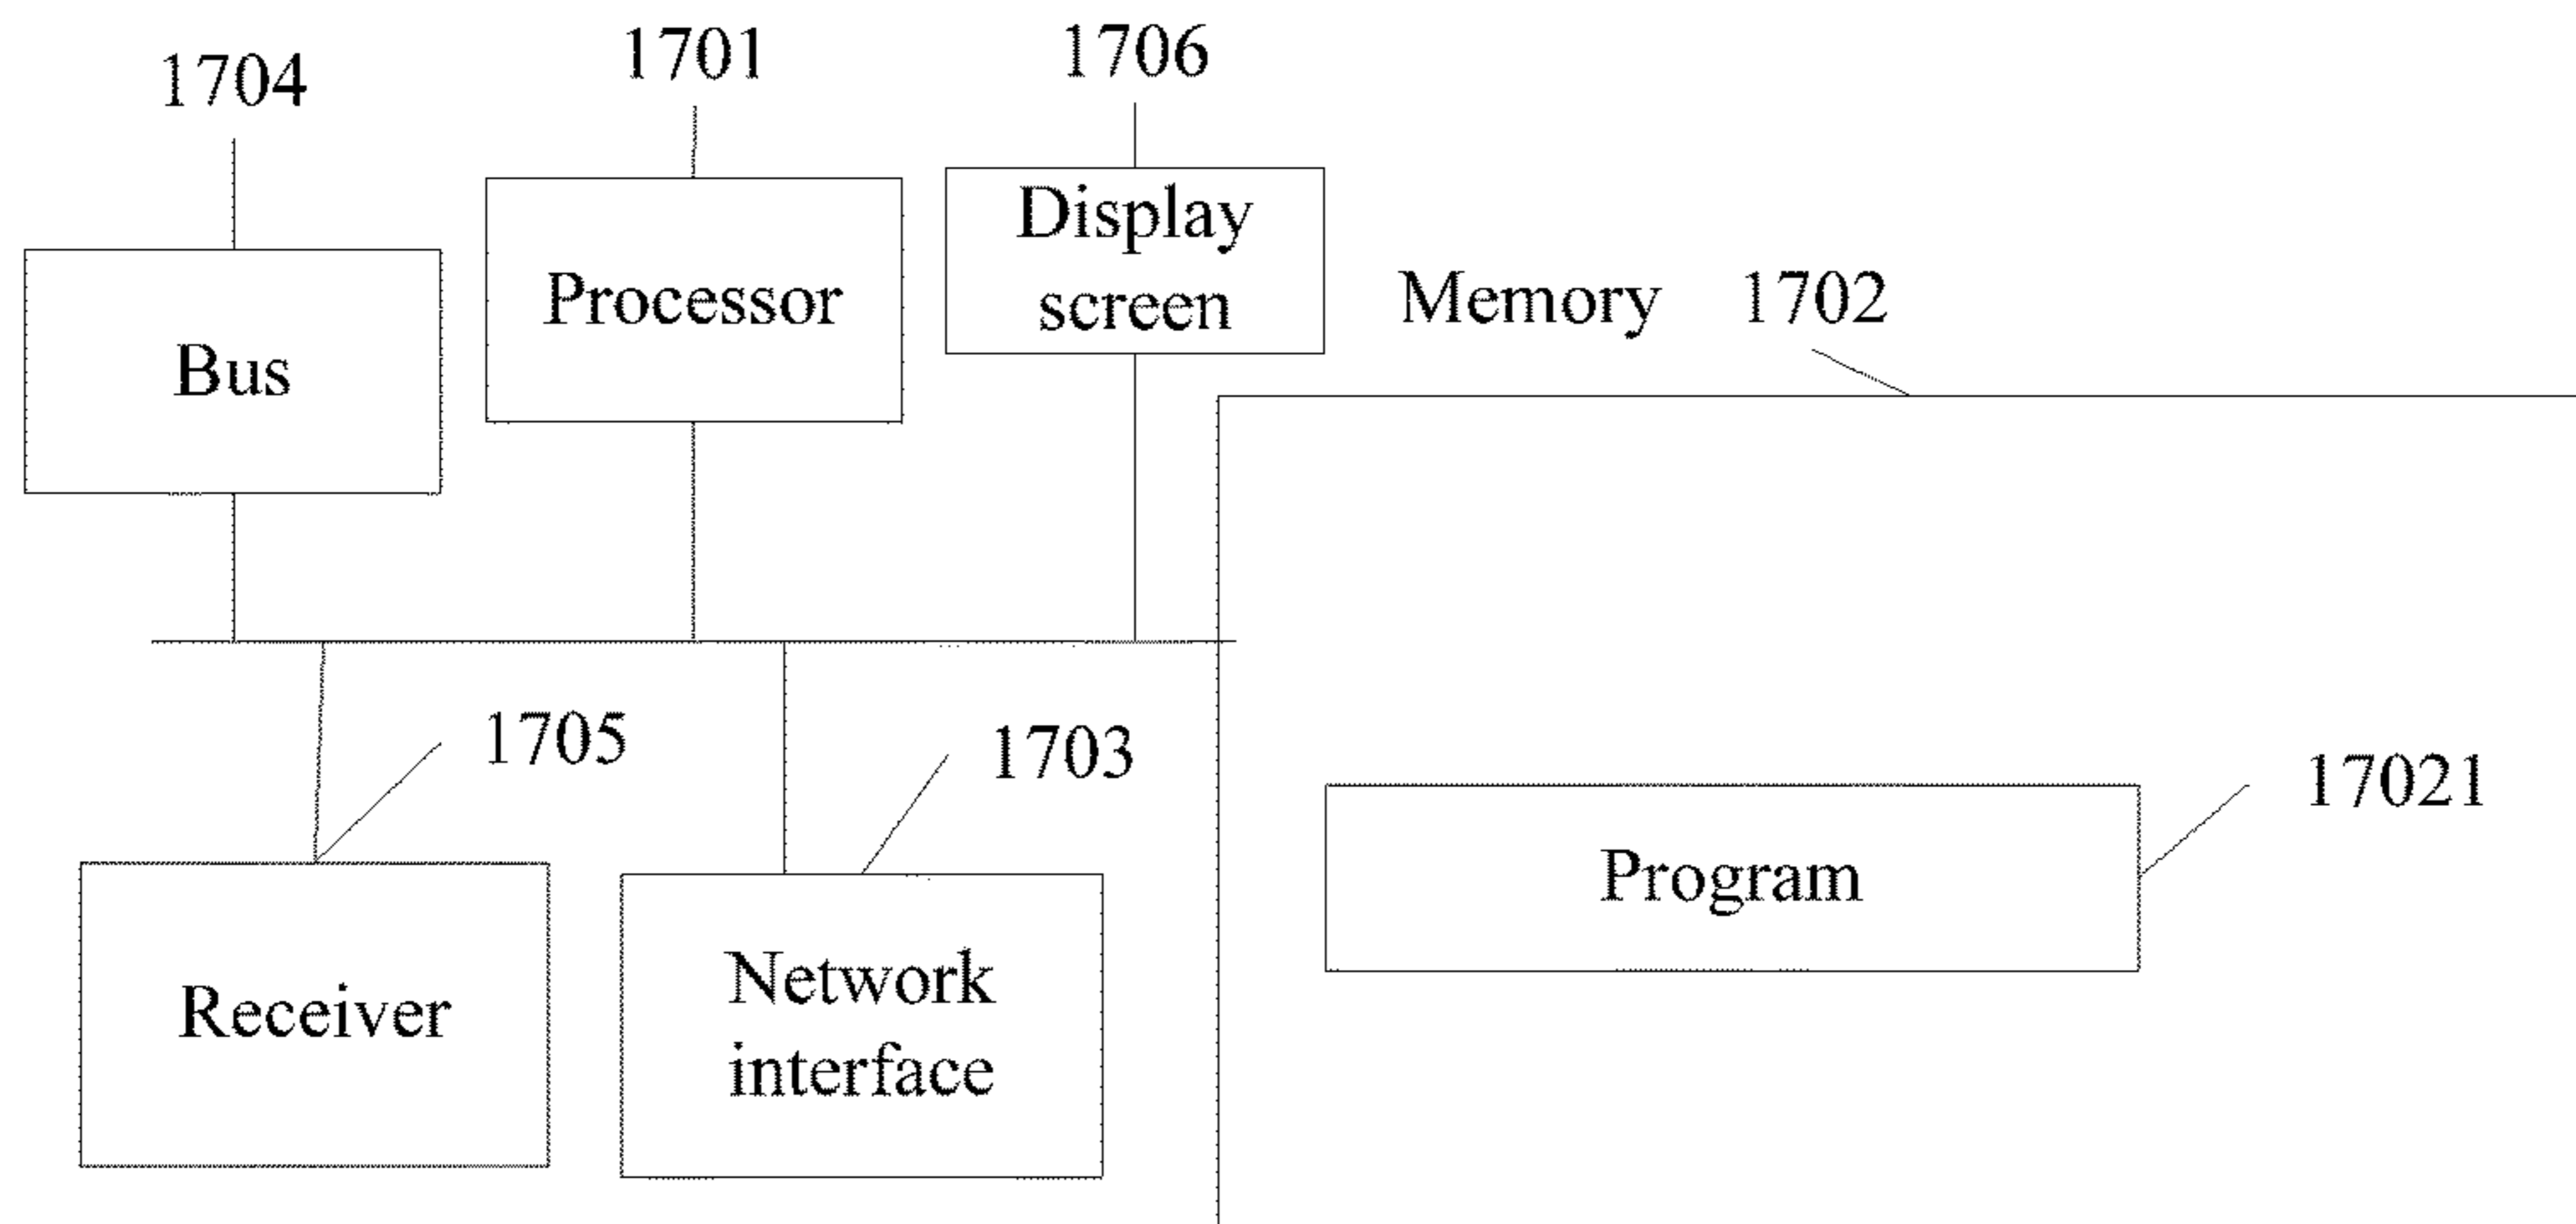 1704
1701
1706
Bus
Processor
Display
screen
Memory 1702
1705
1703
17021
Receiver
Network
interface
Program